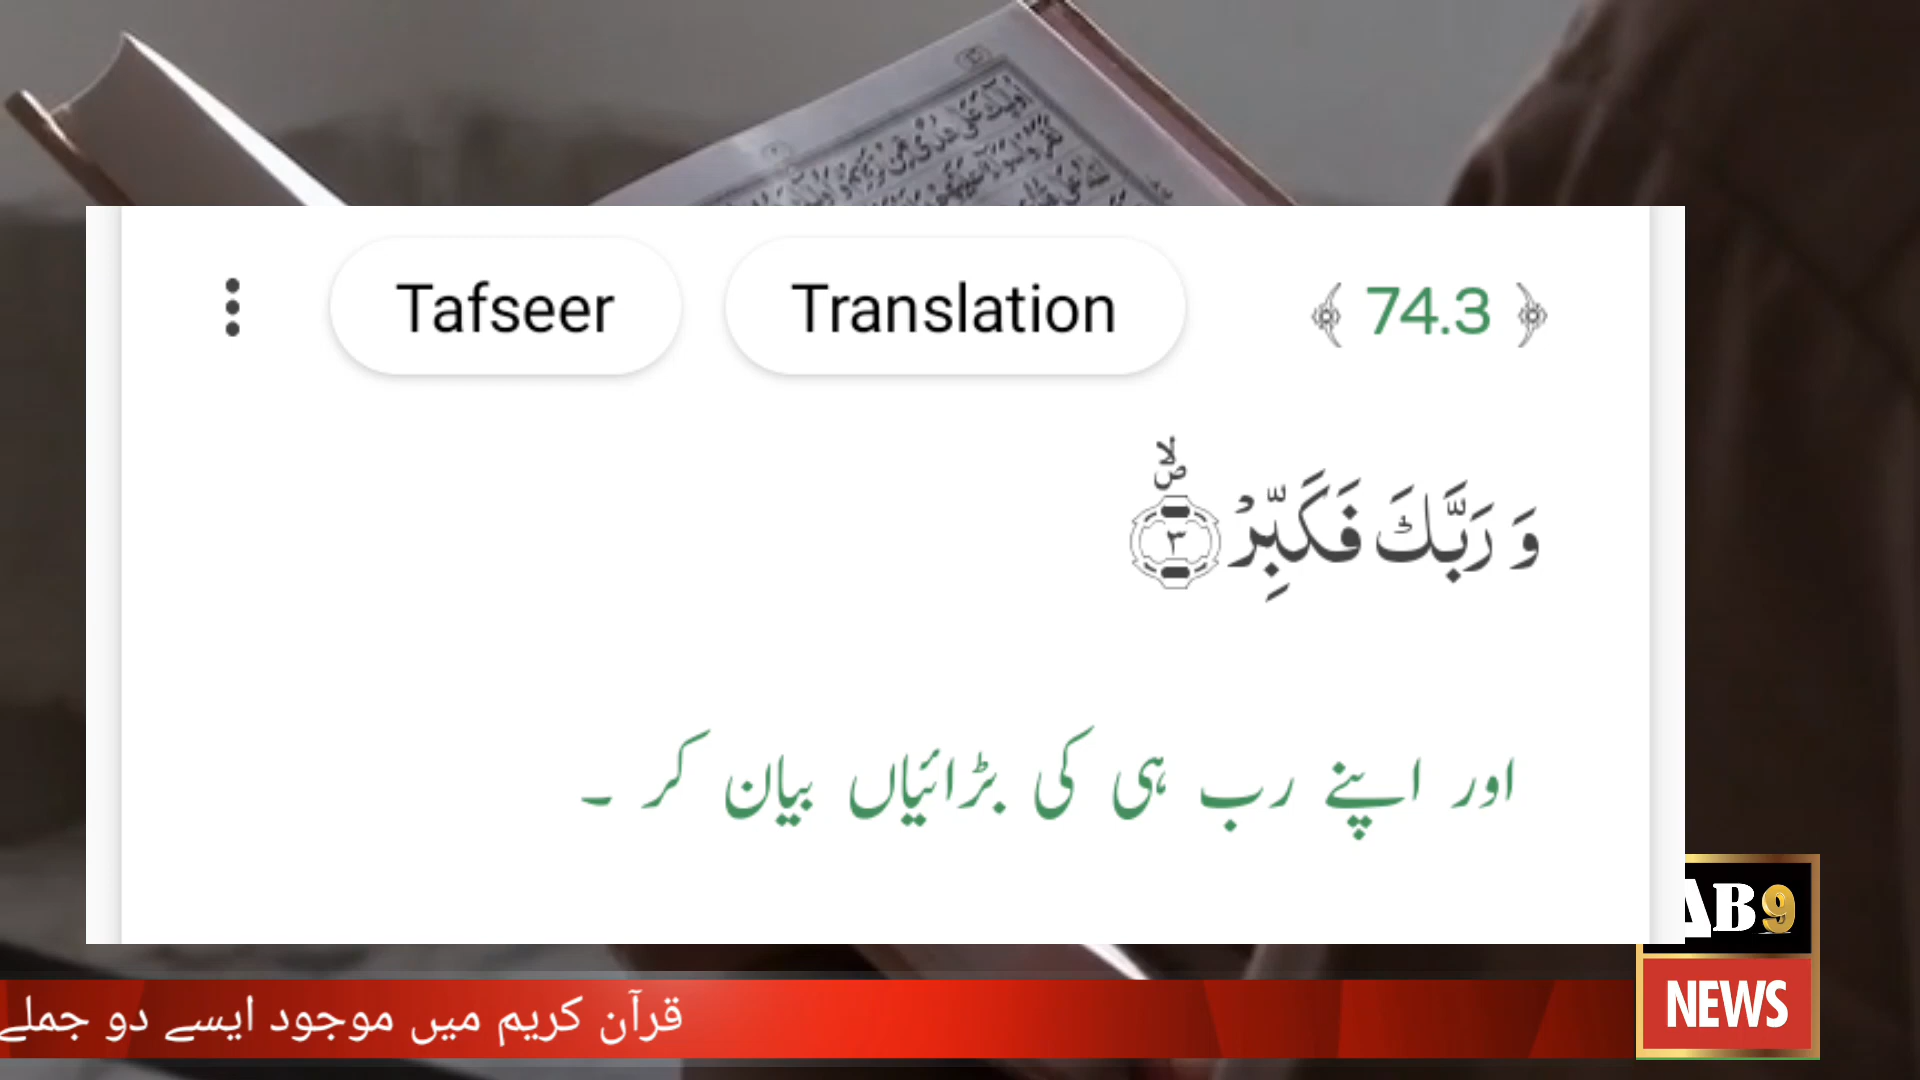 Tafseer Translation 74.3
وَ رَبَّكَ فَكَبِّرْ ﴿۳﴾۪ۙۖ
اور اپنے رب ہی کی بڑائیاں بیان کر ۔
AB9
NEWS
قرآن کریم میں موجود ایسے دو جملے